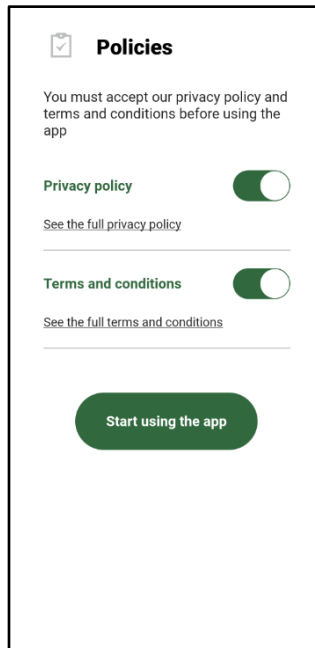 Policies
You must accept our privacy policy and
terms and conditions before using the
app
Privacy policy
See the full privacy policy
Terms and conditions
See the full terms and conditions
Start using the app